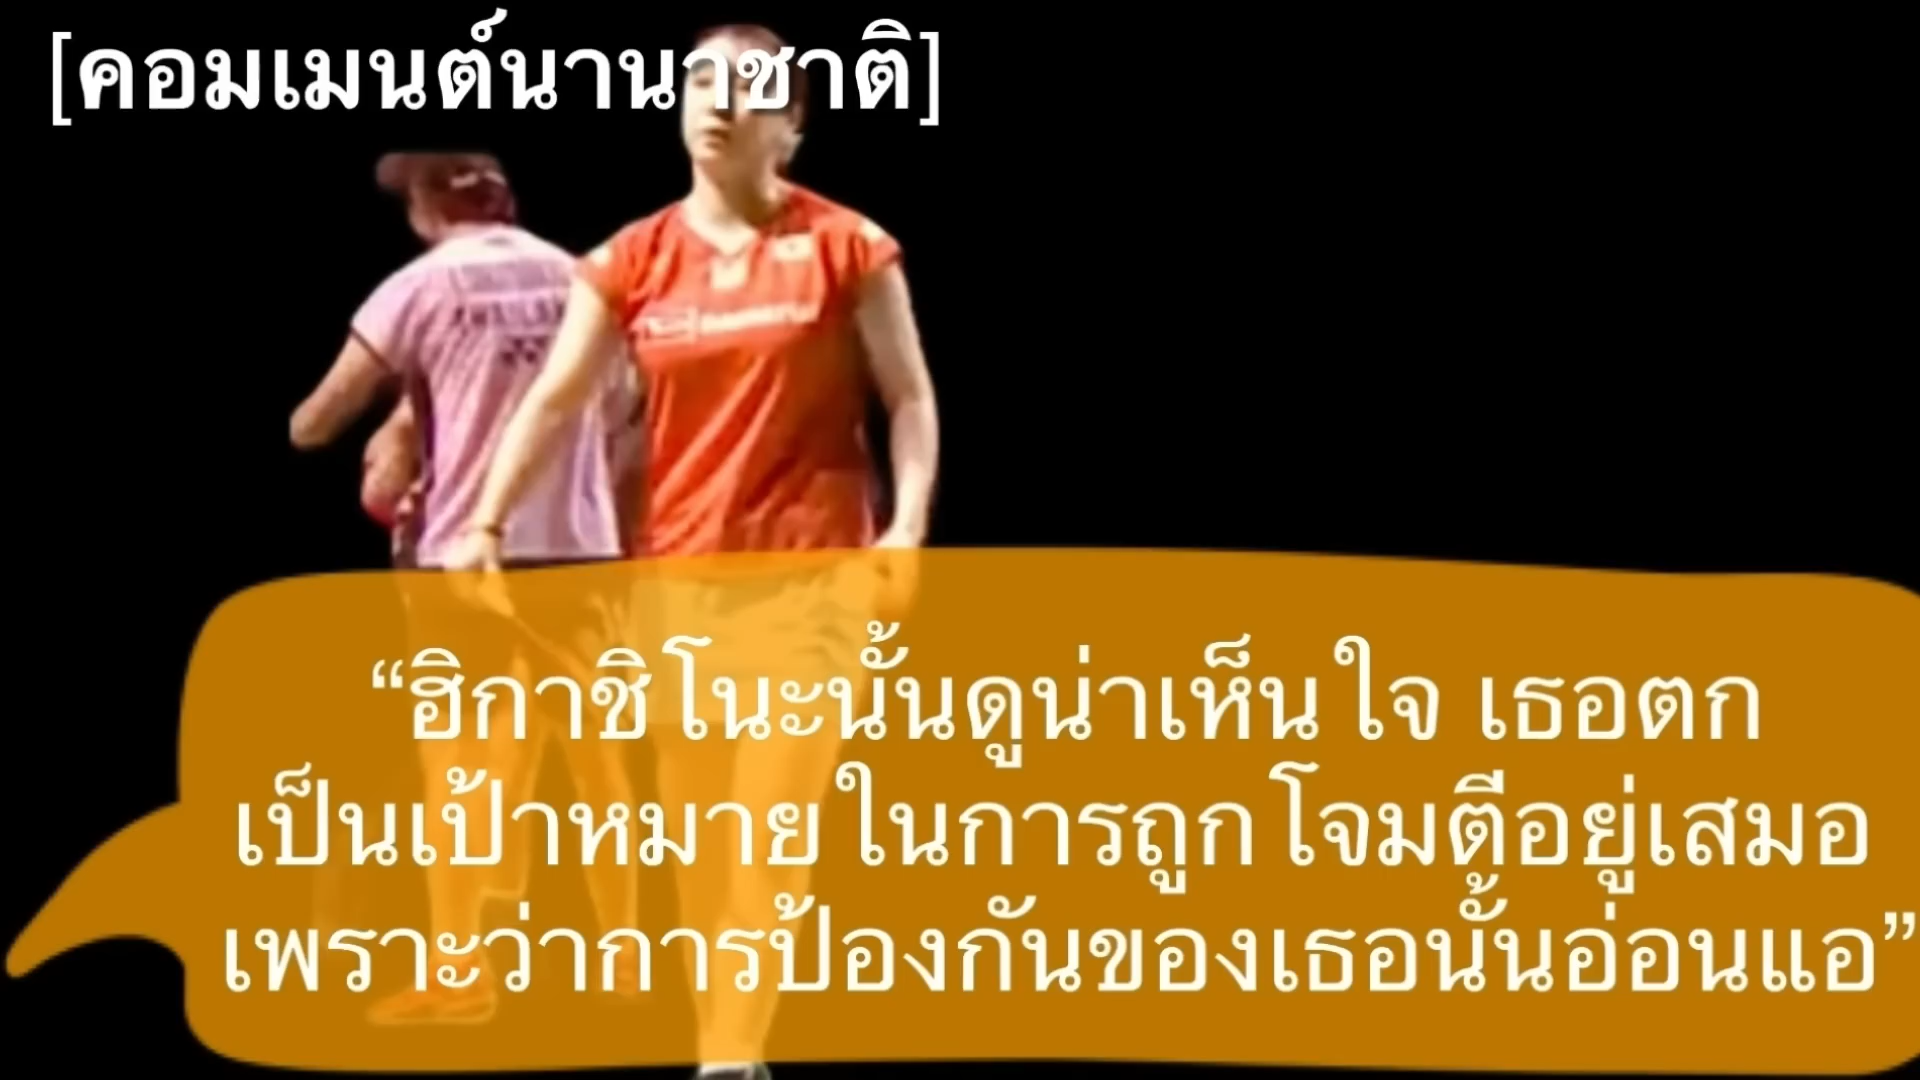 [คอมเมนต์นานาชาติ]
“ฮิกาชิโนะนั้นดูน่าเห็นใจ เธอตก
เป็นเป้าหมายในการถูกโจมตีอยู่เสมอ
เพราะว่าการป้องกันของเธอนั้นอ่อนแอ”